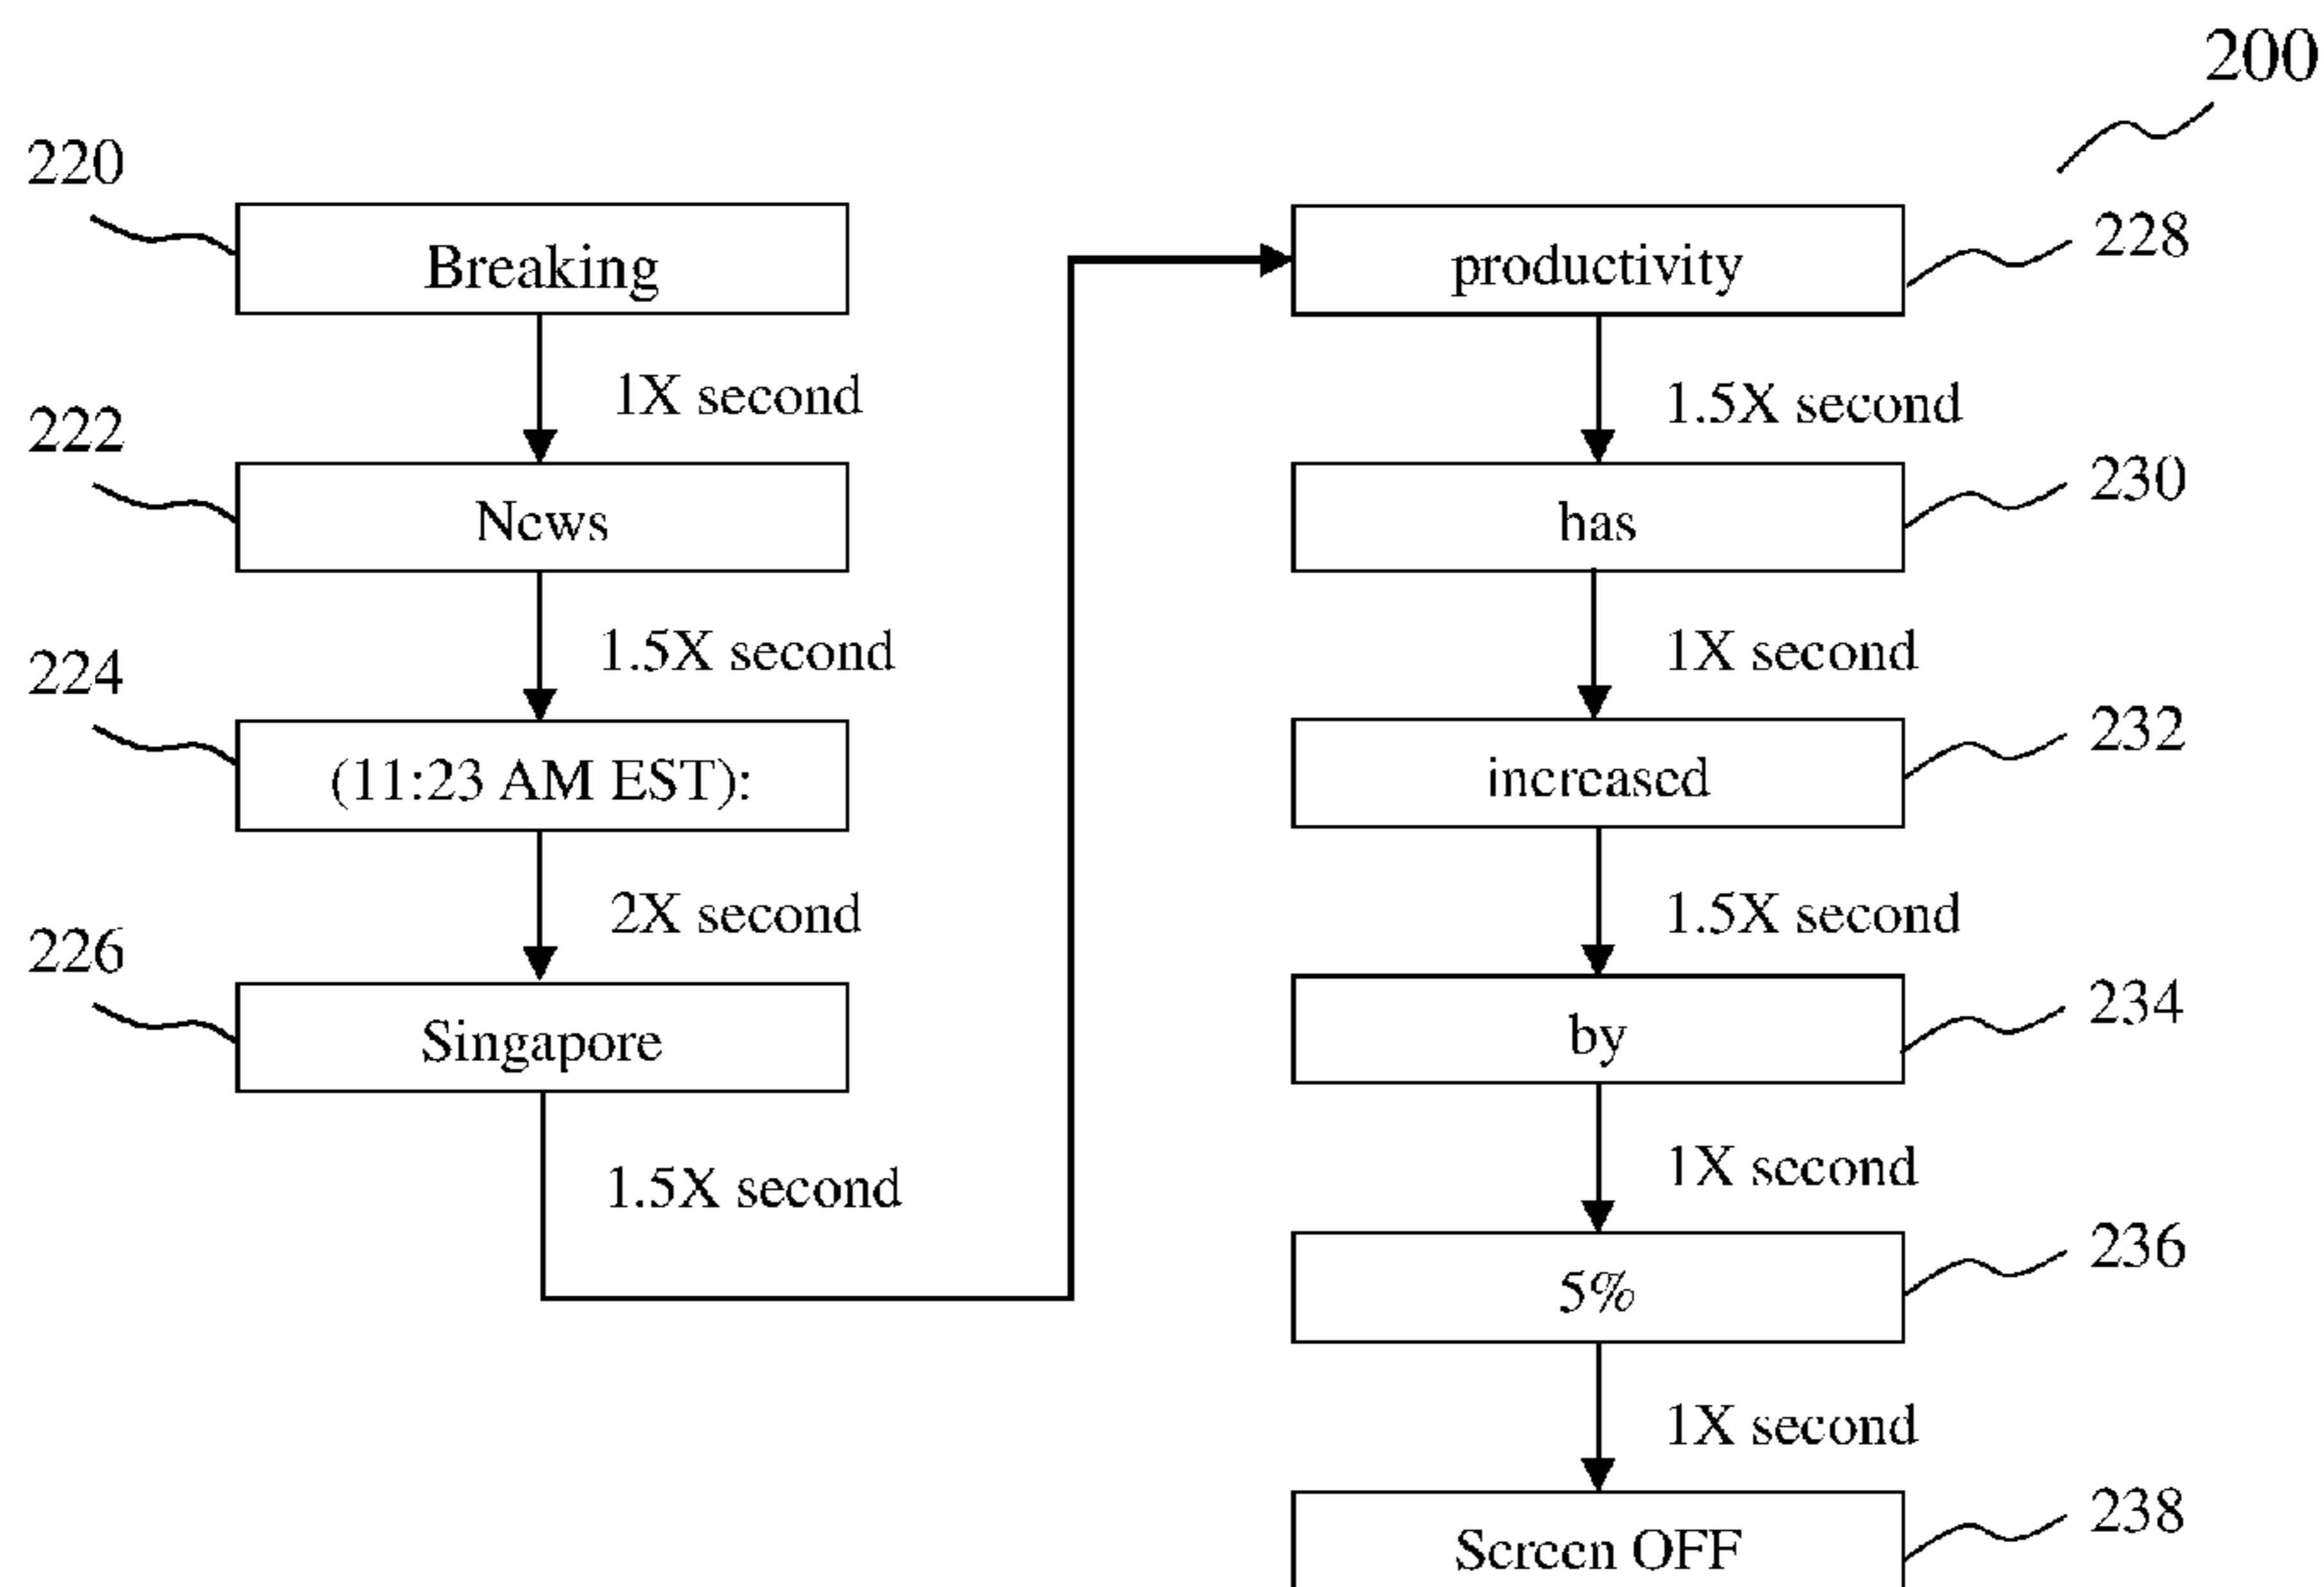 200
220
Breaking
1X second
222
News
1.5X second
224
(11:23 AM EST):
2X second
226
Singapore
1.5X second
productivity
228
1.5X second
has
230
1X second
increased
232
1.5X second
by
234
1X second
5%
236
1X second
Screen OFF
238